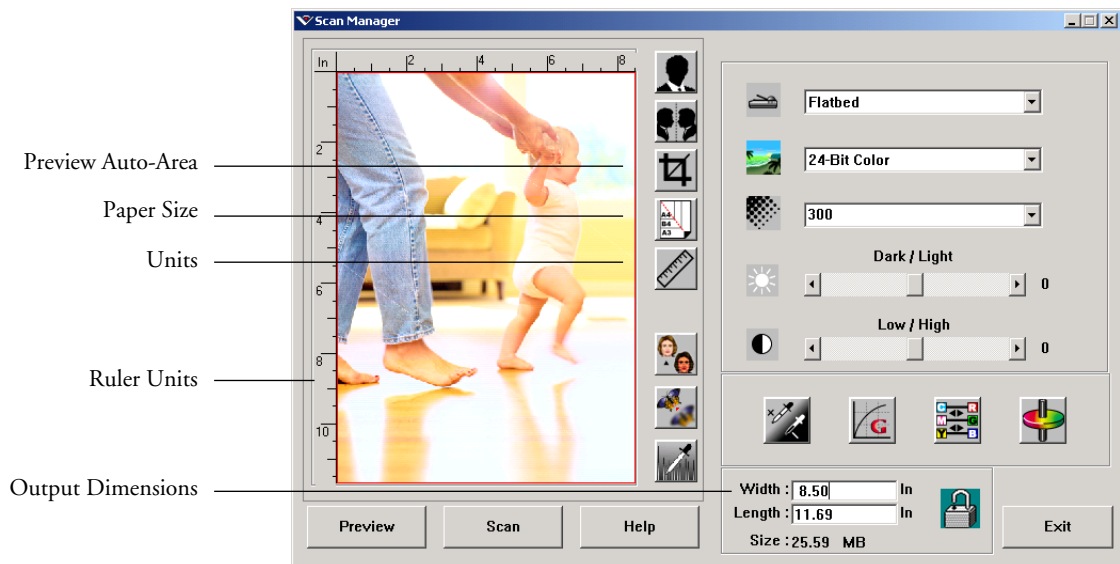 Scan Manager
In 2 4 6 8
2
4
6
8
10
Preview Auto-Area
Paper Size
Units
Ruler Units
Output Dimensions
A4
B4
A3
Flatbed
24-Bit Color
300
Dark / Light
0
Low / High
0
G
C R
M G
Y B
Width : 8.50 In
Length : 11.69 In
Size : 25.59 MB
Preview
Scan
Help
Exit